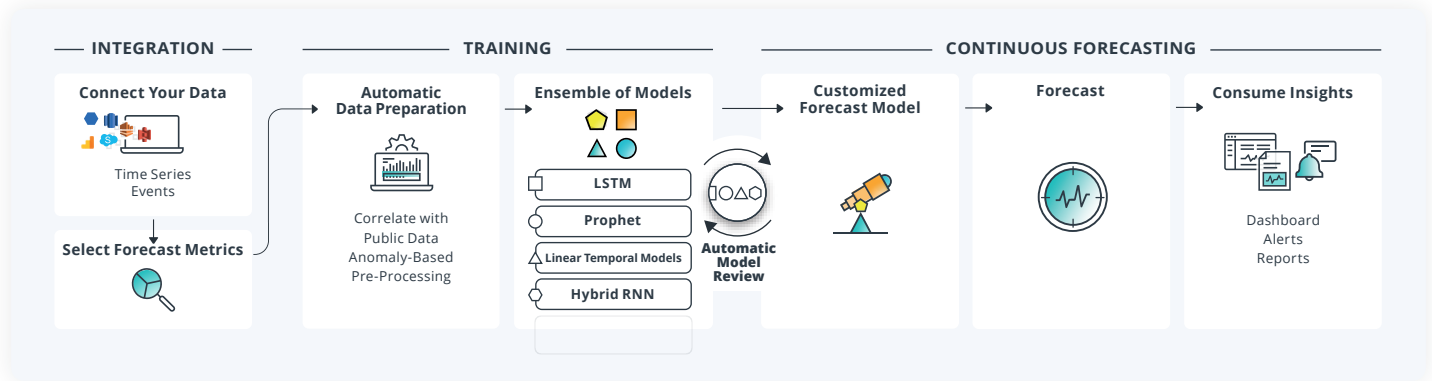 INTEGRATION
Connect Your Data
Time Series
Events
Select Forecast Metrics
TRAINING
Automatic
Data Preparation
Correlate with
Public Data
Anomaly-Based
Pre-Processing
Ensemble of Models
LSTM
Prophet
Linear Temporal Models
Hybrid RNN
Automatic
Model
Review
CONTINUOUS FORECASTING
Customized
Forecast Model
Forecast
Consume Insights
Dashboard
Alerts
Reports